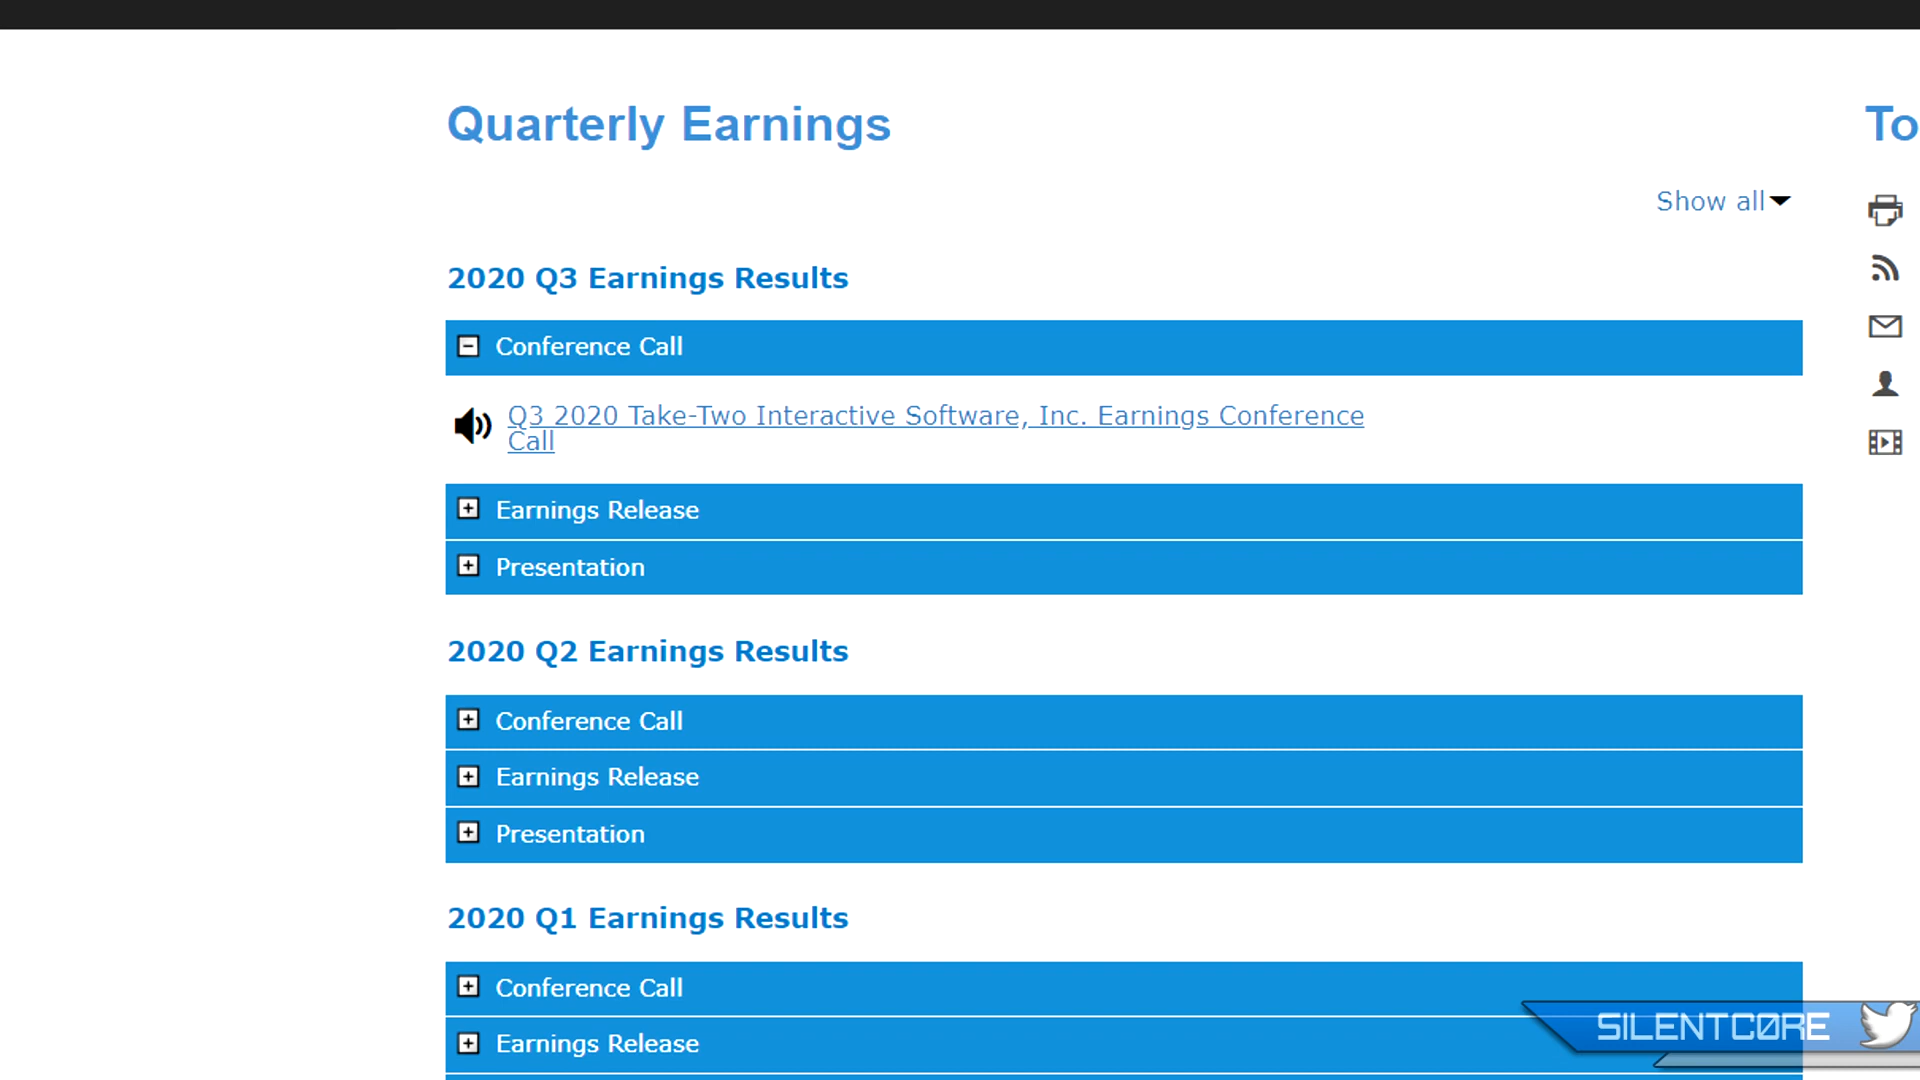 Quarterly Earnings
To
Show all
2020 Q3 Earnings Results
Conference Call
Q3 2020 Take-Two Interactive Software, Inc. Earnings Conference
Call
Earnings Release
Presentation
2020 Q2 Earnings Results
Conference Call
Earnings Release
Presentation
2020 Q1 Earnings Results
Conference Call
Earnings Release
SILENTC0RE